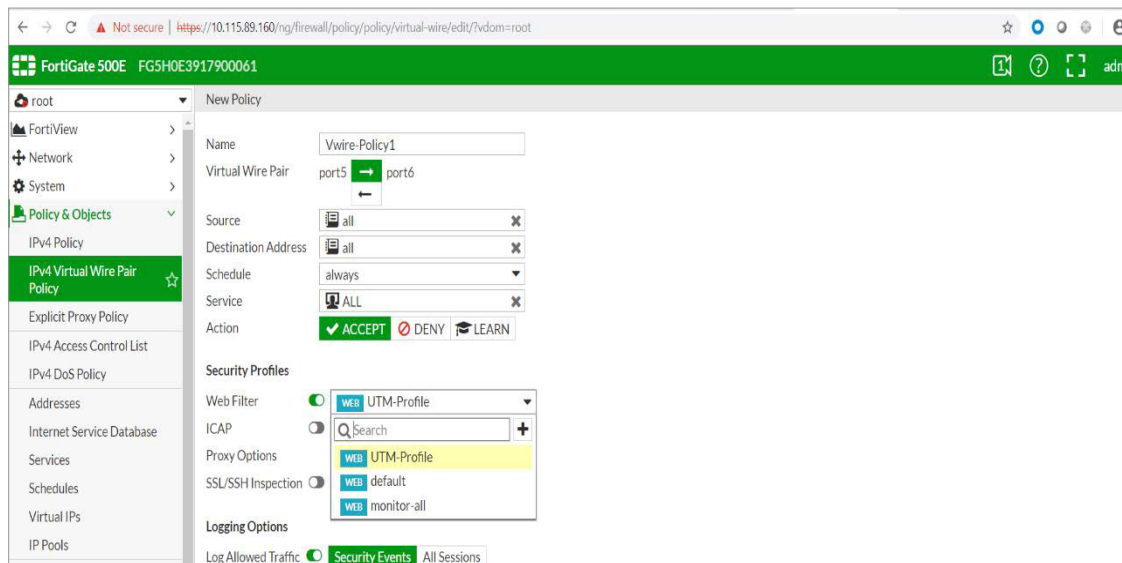 Not secure | https://10.115.89.160/ng/firewall/policy/policy/virtual-wire/edit/?vdom=root
FortiGate 500E FG5H0E3917900061
adm
root
New Policy
FortiView
Network
System
Policy & Objects
IPv4 Policy
IPv4 Virtual Wire Pair
Policy
Explicit Proxy Policy
IPv4 Access Control List
IPv4 DoS Policy
Addresses
Internet Service Database
Services
Schedules
Virtual IPs
IP Pools
Name Vwire-Policy1
Virtual Wire Pair port5 port6
Source all
Destination Address all
Schedule always
Service ALL
Action ACCEPT DENY LEARN
Security Profiles
Web Filter WEB UTM-Profile
ICAP Search
Proxy Options WEB UTM-Profile
SSL/SSH Inspection WEB default
WEB monitor-all
Logging Options
Log Allowed Traffic Security Events All Sessions